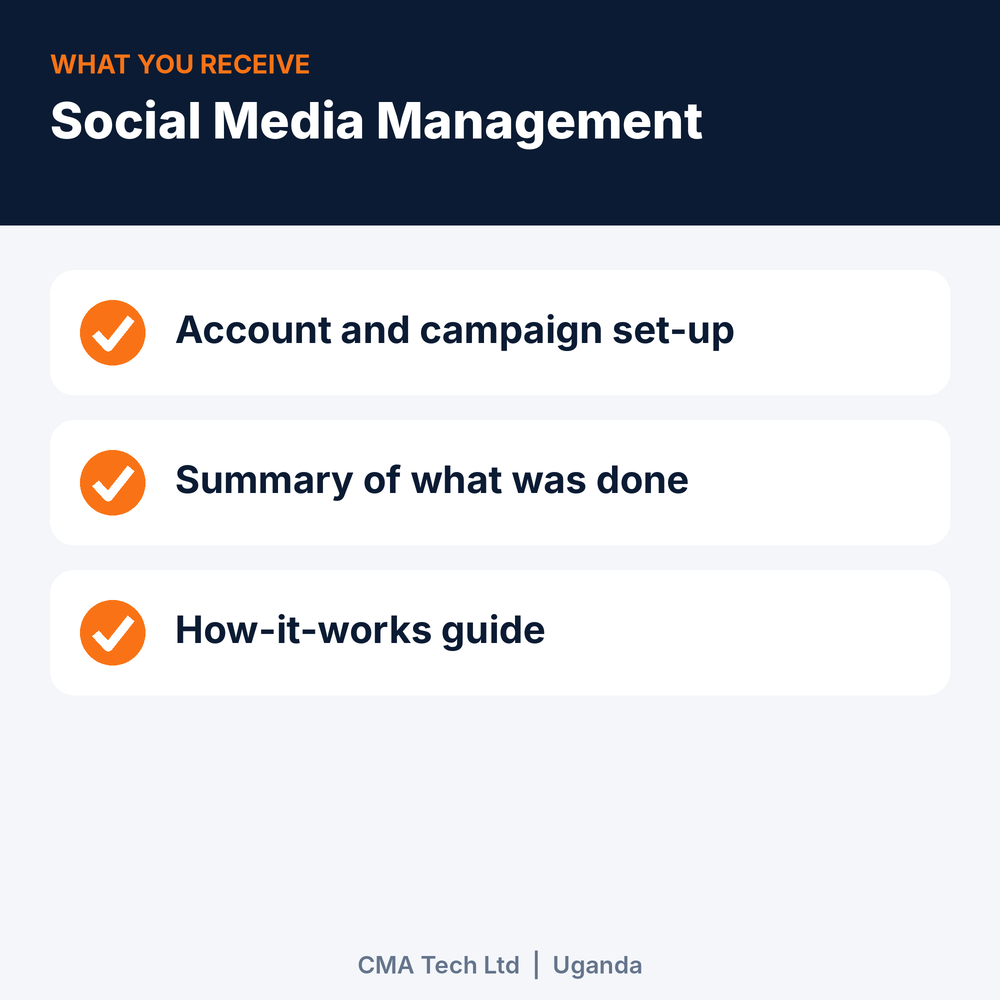 WHAT YOU RECEIVE
Social Media Management
Account and campaign set-up
Summary of what was done
How-it-works guide
CMA Tech Ltd | Uganda